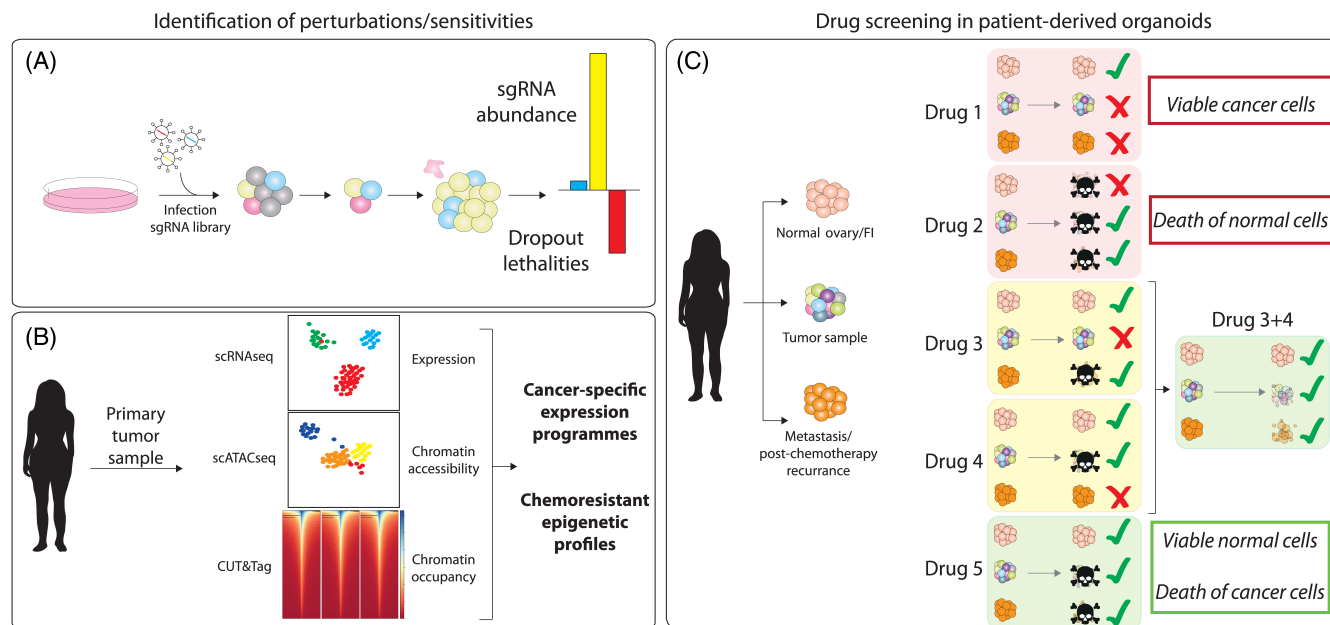 Identification of perturbations/sensitivities
(A)
sgRNA
abundance
Infection
sgRNA library
Dropout
lethalities
(B)
Primary
tumor
sample
scRNAseq
Expression
scATACseq
Chromatin
accessibility
CUT&Tag
Chromatin
occupancy
Cancer-specific
expression
programmes
Chemoresistant
epigenetic
profiles
Drug screening in patient-derived organoids
(C)
Normal ovary/FI
Tumor sample
Metastasis/
post-chemotherapy
recurrance
Drug 1
Viable cancer cells
Drug 2
Death of normal cells
Drug 3
Drug 3+4
Drug 4
Drug 5
Viable normal cells
Death of cancer cells